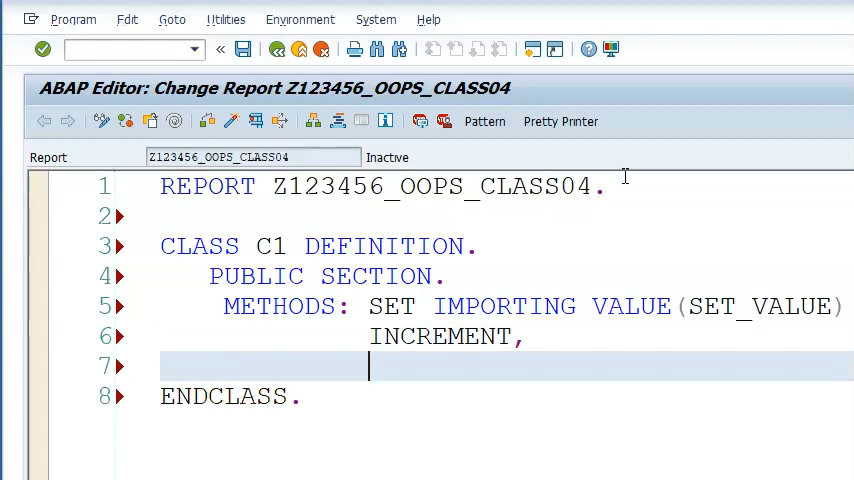 Program Edit Goto Utilities Environment System Help
ABAP Editor: Change Report Z123456_OOPS_CLASS04
Pattern Pretty Printer
Report Z123456_OOPS_CLASS04 Inactive
1 REPORT Z123456_OOPS_CLASS04.
2
3 CLASS C1 DEFINITION.
4 PUBLIC SECTION.
5 METHODS: SET IMPORTING VALUE(SET_VALUE)
6 INCREMENT,
7
8 ENDCLASS.